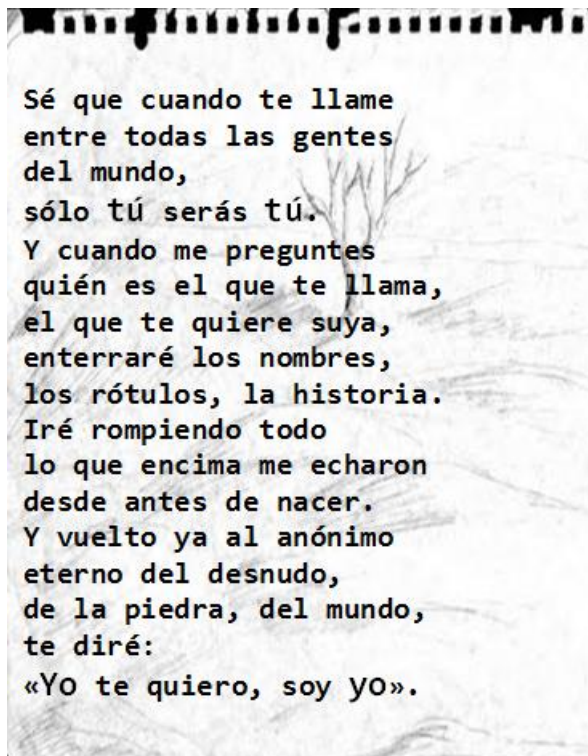 Sé que cuando te llame
entre todas las gentes
del mundo,
sólo tú serás tú.
Y cuando me preguntes
quién es el que te llama,
el que te quiere suya,
enterraré los nombres,
los rótulos, la historia.
Iré rompiendo todo
lo que encima me echaron
desde antes de nacer.
Y vuelto ya al anónimo
eterno del desnudo,
de la piedra, del mundo,
te diré:
«Yo te quiero, soy yo».